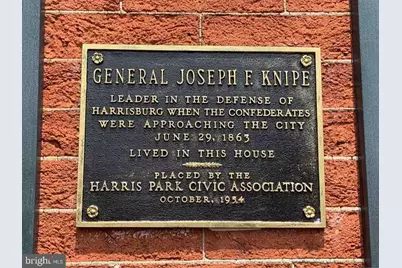 GENERAL JOSEPH F. KNIPE
LEADER IN THE DEFENSE OF
HARRISBURG WHEN THE CONFEDERATES
WERE APPROACHING THE CITY
JUNE 29, 1863
LIVED IN THIS HOUSE
PLACED BY THE
HARRIS PARK CIVIC ASSOCIATION
OCTOBER, 1954
brightMLS